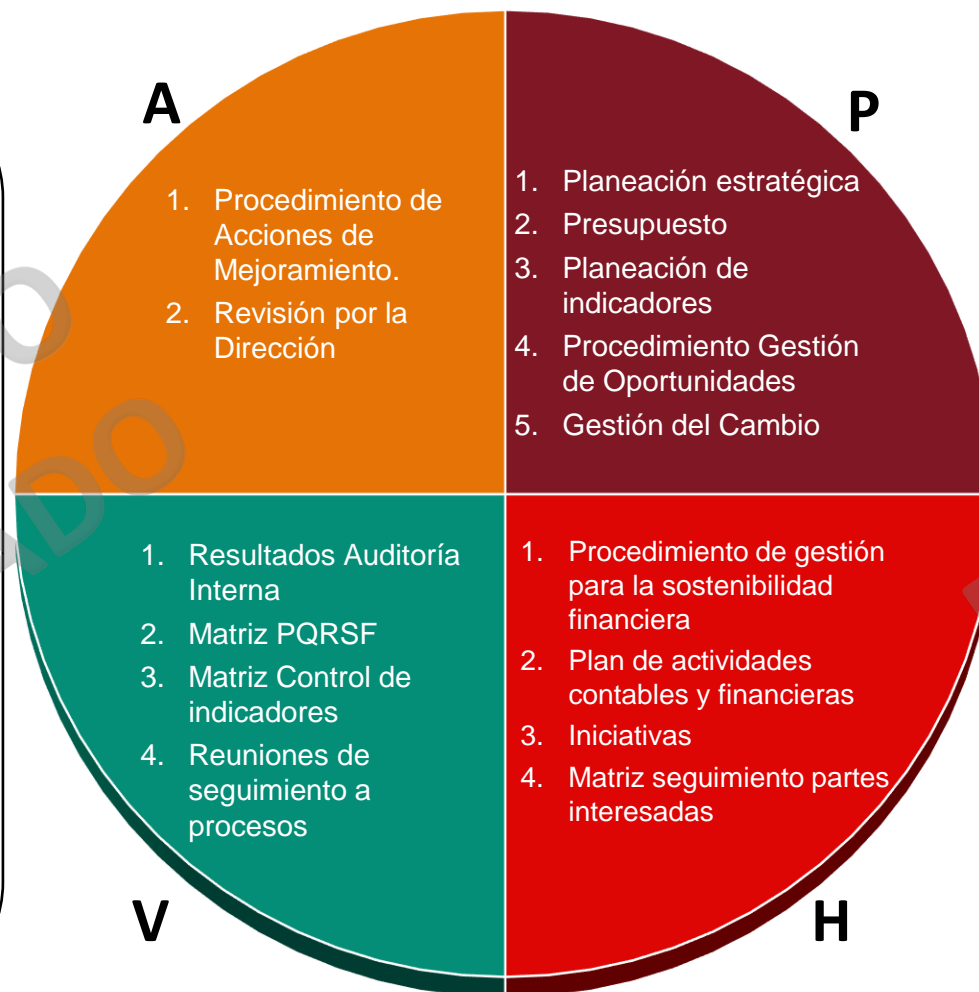 A
1. Procedimiento de
Acciones de
Mejoramiento.
2. Revisión por la
Dirección
P
1. Planeación estratégica
2. Presupuesto
3. Planeación de
indicadores
4. Procedimiento Gestión
de Oportunidades
5. Gestión del Cambio
1. Resultados Auditoría
Interna
2. Matriz PQRSF
3. Matriz Control de
indicadores
4. Reuniones de
seguimiento a
procesos
V
1. Procedimiento de gestión
para la sostenibilidad
financiera
2. Plan de actividades
contables y financieras
3. Iniciativas
4. Matriz seguimiento partes
interesadas
H